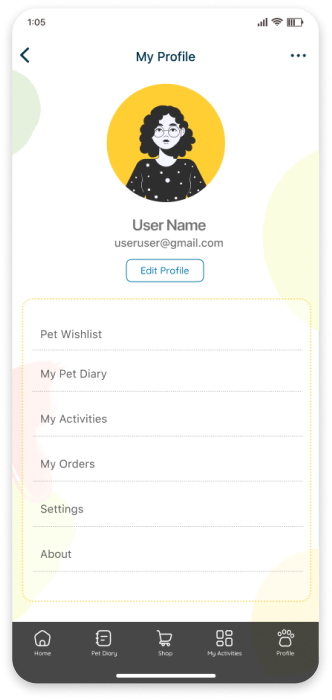 1:05
My Profile
User Name
useruser@gmail.com
Edit Profile
Pet Wishlist
My Pet Diary
My Activities
My Orders
Settings
About
Home
Pet Diary
Shop
My Activities
Profile